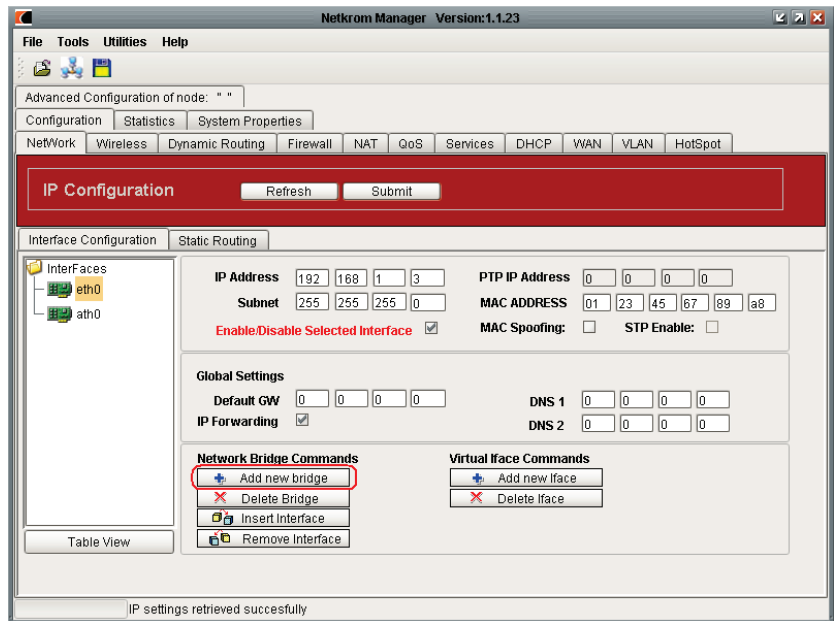 Netkrom Manager Version:1.1.23
File Tools Utilities Help
Advanced Configuration of node: " "
Configuration Statistics System Properties
NetWork Wireless Dynamic Routing Firewall NAT QoS Services DHCP WAN VLAN HotSpot
IP Configuration Refresh Submit
Interface Configuration Static Routing
InterFaces
eth0
ath0
Table View
IP Address 192 168 1 3 PTP IP Address 0 0 0 0
Subnet 255 255 255 0 MAC ADDRESS 01 23 45 67 89 a8
Enable/Disable Selected Interface MAC Spoofing: STP Enable:
Global Settings
Default GW 0 0 0 0 DNS 1 0 0 0 0
IP Forwarding DNS 2 0 0 0 0
Network Bridge Commands Virtual Iface Commands
Add new bridge Add new Iface
Delete Bridge Delete Iface
Insert Interface
Remove Interface
IP settings retrieved succesfully